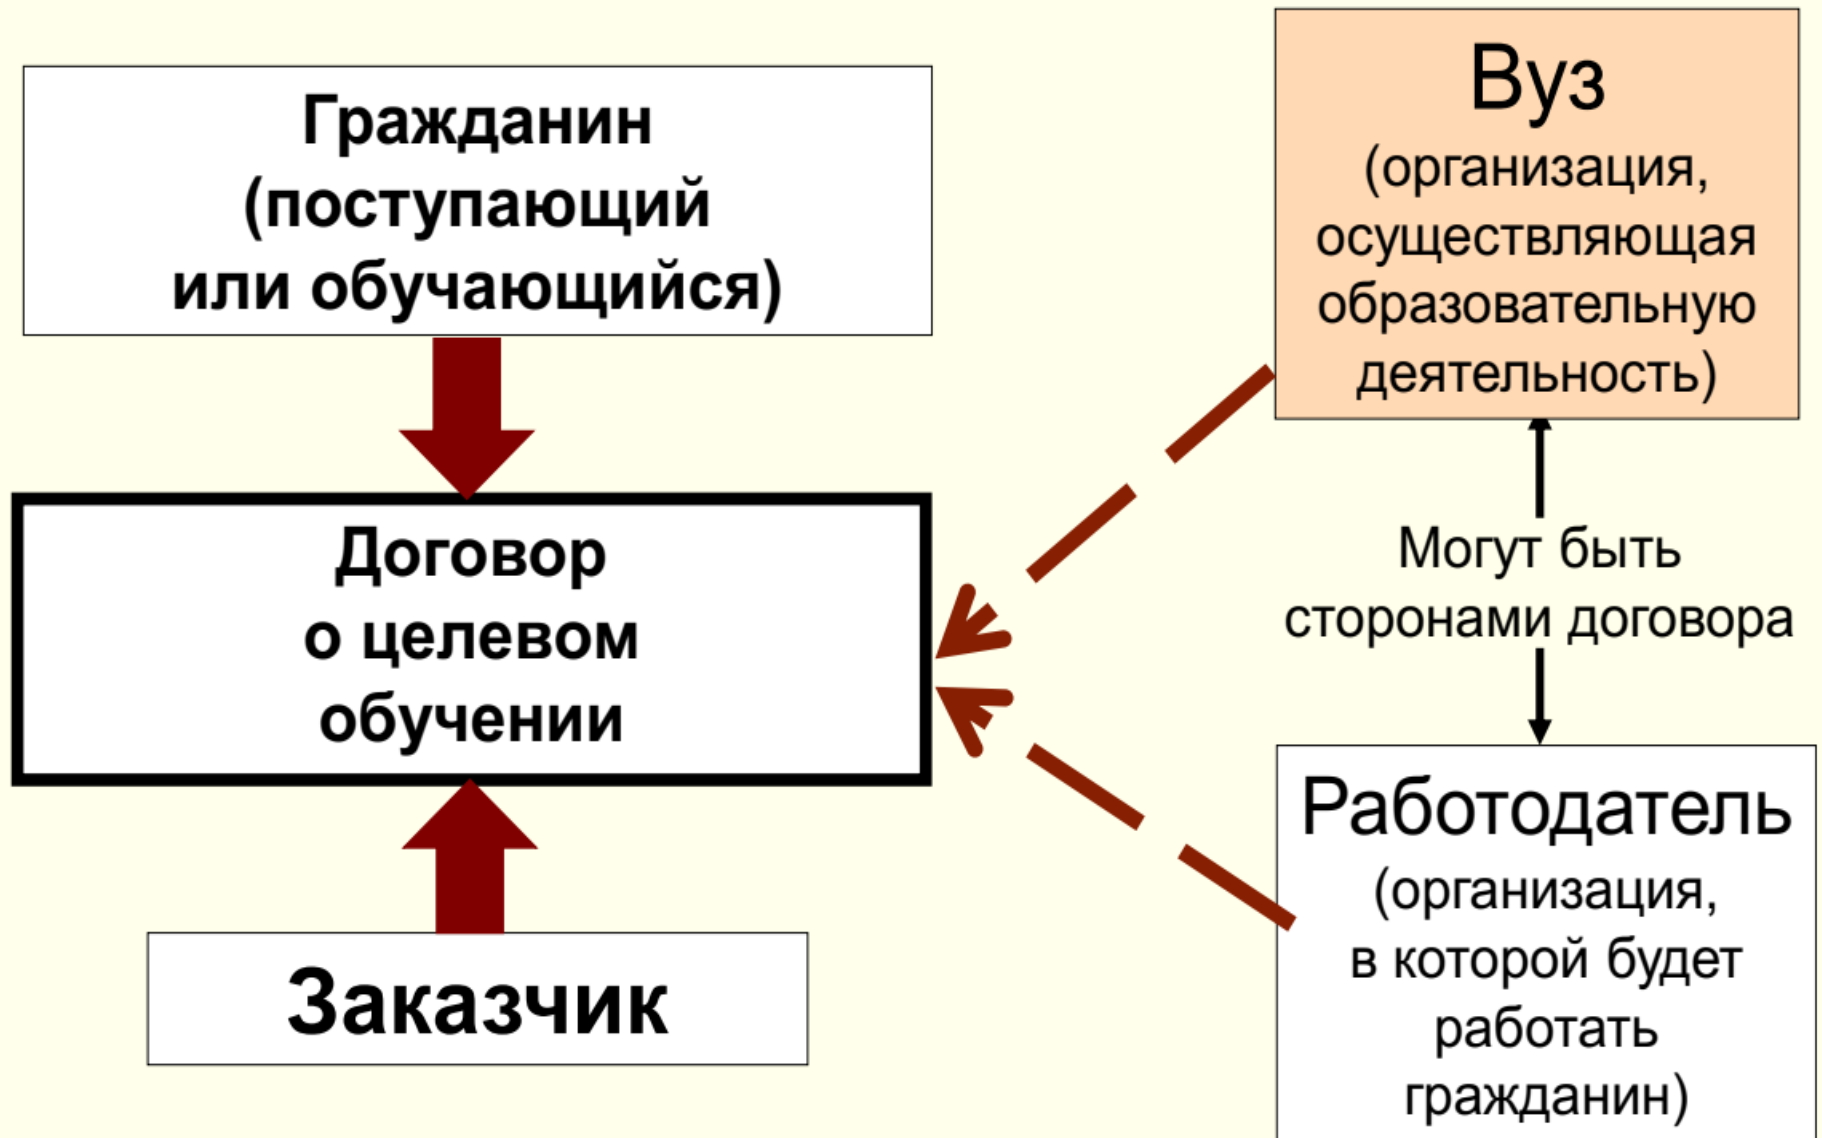 Гражданин
(поступающий
или обучающийся)
Договор
о целевом
обучении
Заказчик
Вуз
(организация,
осуществляющая
образовательную
деятельность)
Могут быть
сторонами договора
Работодатель
(организация,
в которой будет
работать
гражданин)